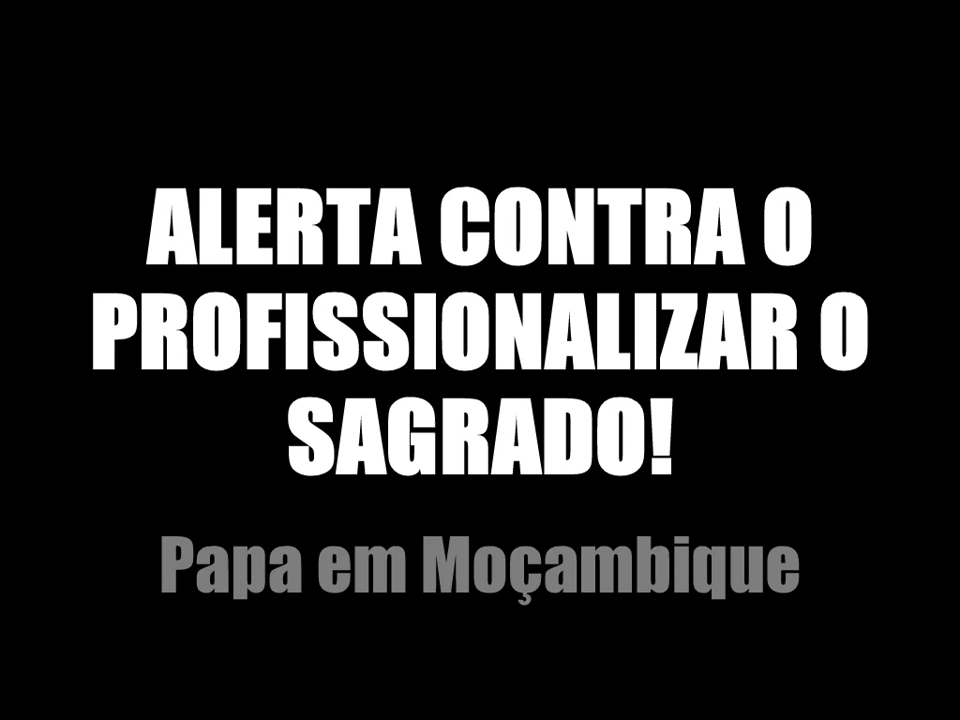 ALERTA CONTRA O
PROFISSIONALIZAR O
SAGRADO!
Papa em Moçambique